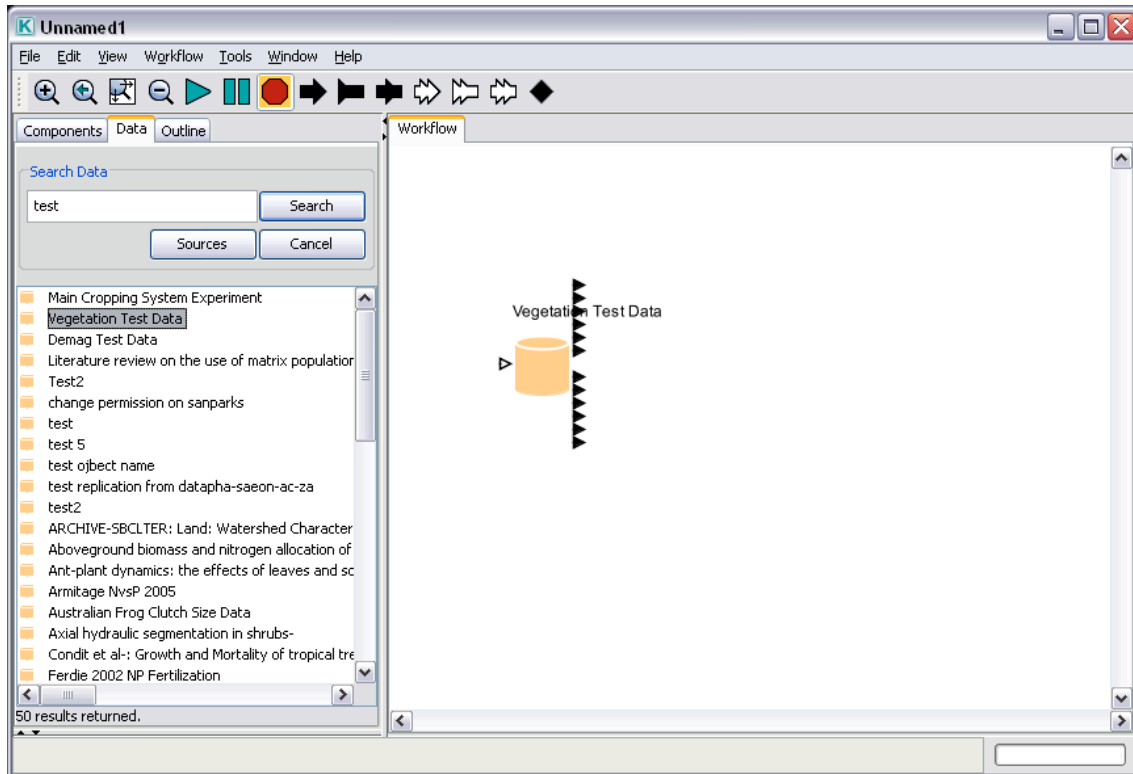 Unnamed1
File Edit View Workflow Tools Window Help
Components Data Outline
Workflow
Search Data
test
Search
Sources
Cancel
Main Cropping System Experiment
Vegetation Test Data
Demag Test Data
Literature review on the use of matrix population
Test2
change permission on sanparks
test
test 5
test ojbect name
test replication from datapha-saeon-ac-za
test2
ARCHIVE-SBCLTER: Land: Watershed Character
Aboveground biomass and nitrogen allocation of
Ant-plant dynamics: the effects of leaves and sc
Armitage NvsP 2005
Australian Frog Clutch Size Data
Axial hydraulic segmentation in shrubs-
Condit et al-: Growth and Mortality of tropical tre
Ferdie 2002 NP Fertilization
50 results returned.
Vegetation Test Data